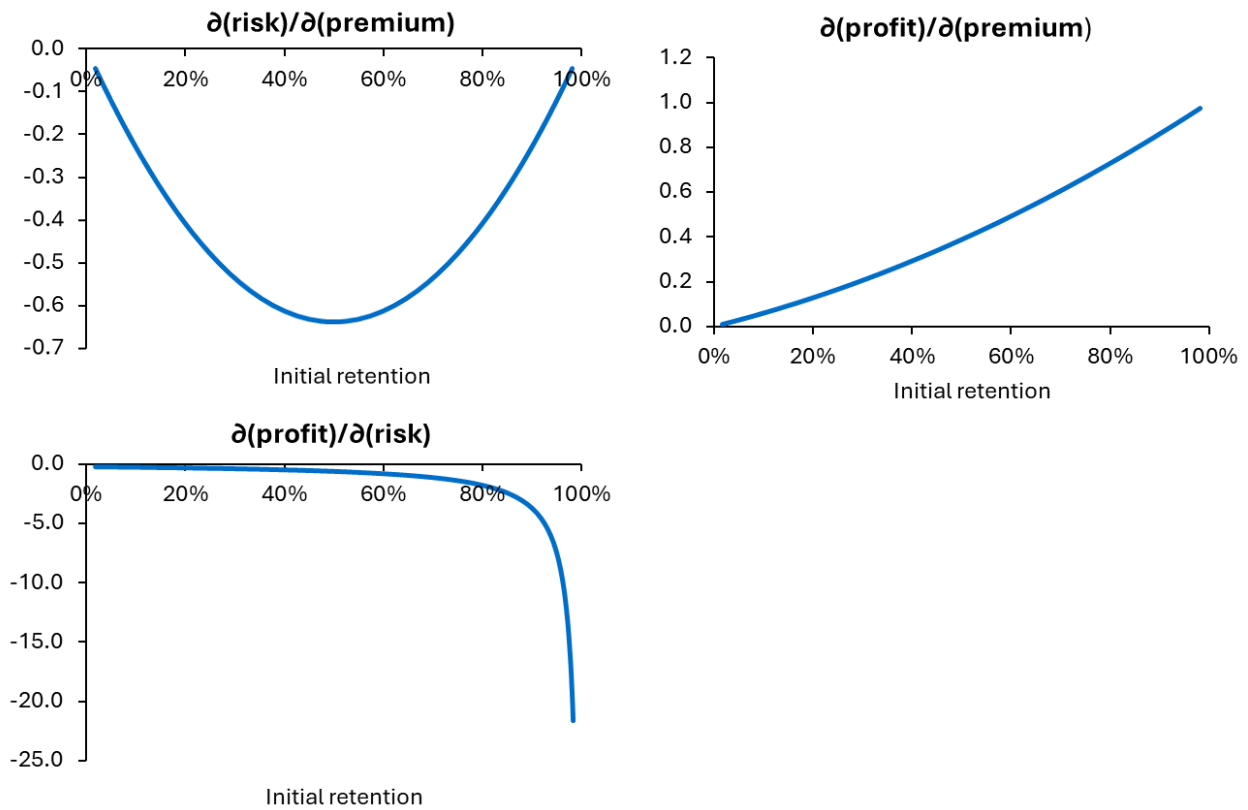 ∂(risk)/∂(premium)
0.0
0% 20% 40% 60% 80% 100%
-0.1
-0.2
-0.3
-0.4
-0.5
-0.6
-0.7
Initial retention
∂(profit)/∂(premium)
1.2
1.0
0.8
0.6
0.4
0.2
0.0
0% 20% 40% 60% 80% 100%
Initial retention
∂(profit)/∂(risk)
0.0
0% 20% 40% 60% 80% 100%
-5.0
-10.0
-15.0
-20.0
-25.0
Initial retention